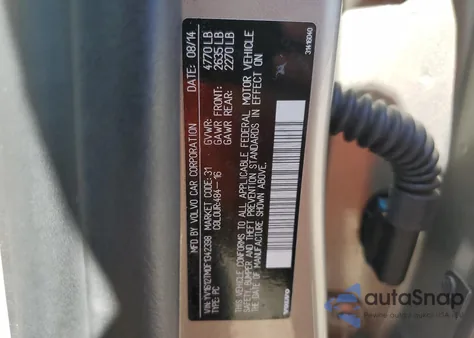 MFD. BY VOLVO CAR CORPORATION DATE: 08/14
GVWR: 4770 LB
GAWR FRONT: 2635 LB
GAWR REAR: 2270 LB
MARKET CODE: 31
COLOUR:484-16
TYPE: PC
THIS VEHICLE CONFORMS TO ALL APPLICABLE FEDERAL MOTOR VEHICLE
SAFETY, BUMPER AND THEFT PREVENTION STANDARDS IN EFFECT ON
THE DATE OF MANUFACTURE SHOWN ABOVE.
VOLVO
autoSnap